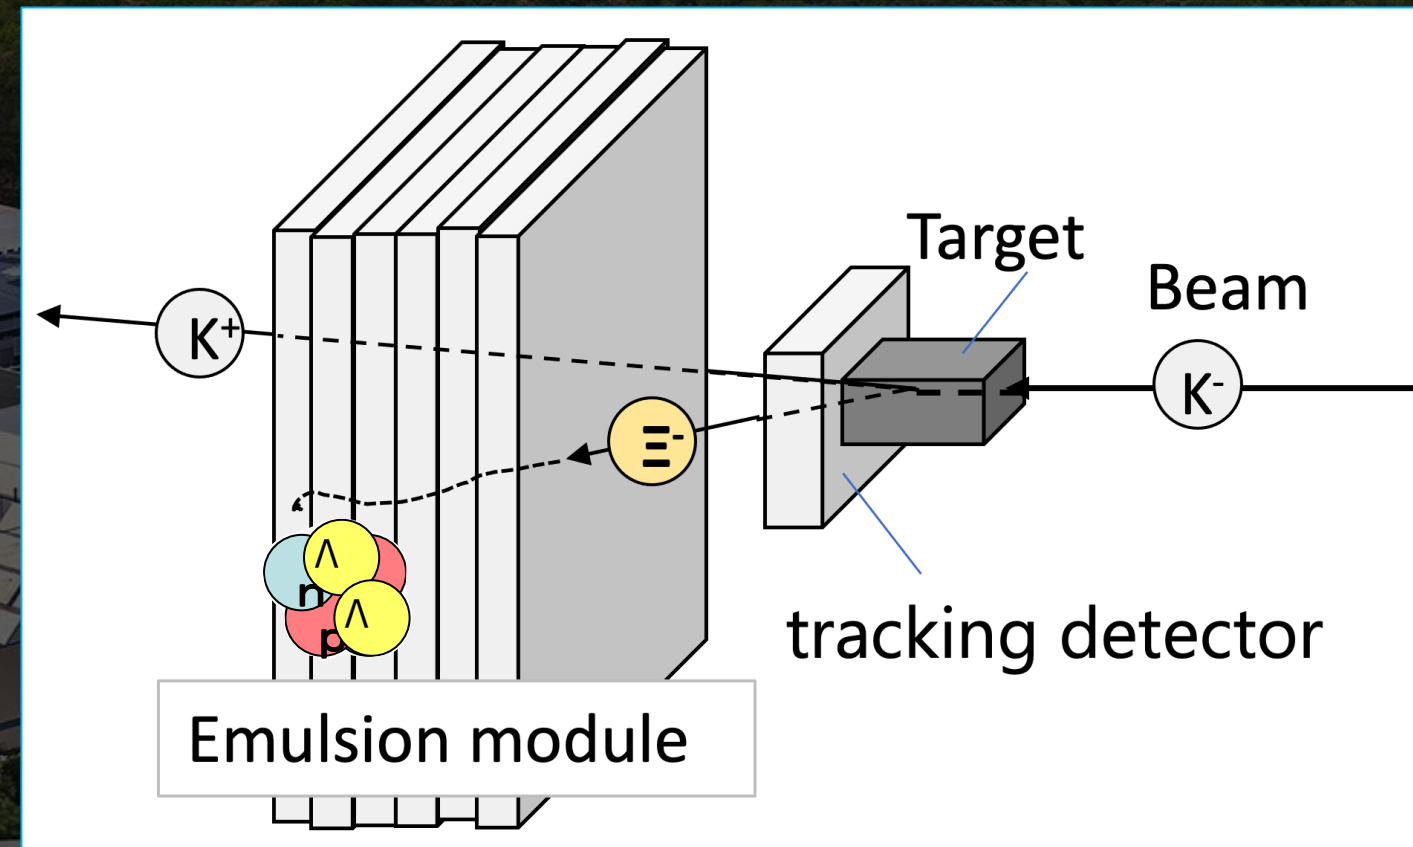 Target
Beam
K⁺
K⁻
Ξ⁻
Λ
n
Λ
p
tracking detector
Emulsion module